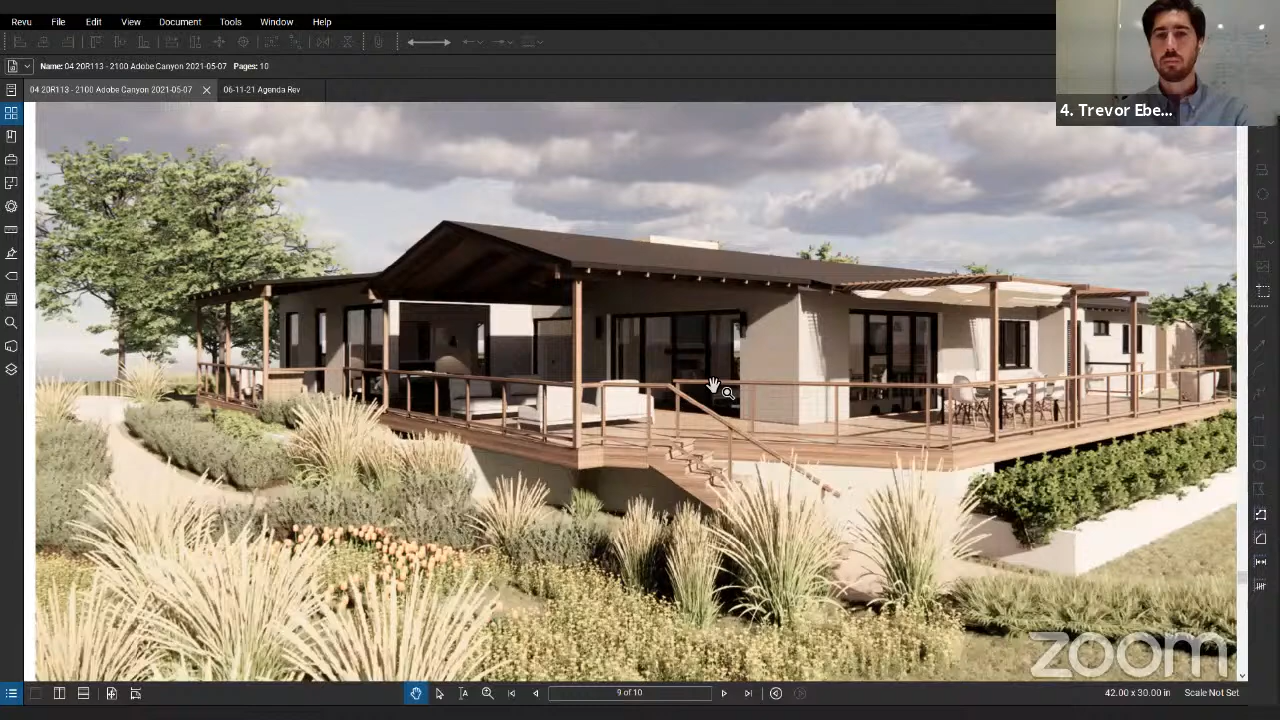 Revu File Edit View Document Tools Window Help
Name: 04 20R113 - 2100 Adobe Canyon 2021-05-07 Pages: 10
04 20R113 - 2100 Adobe Canyon 2021-05-07 06-11-21 Agenda Rev
4. Trevor Ebe...
zoom
9 of 10 42.00 x 30.00 in Scale Not Set